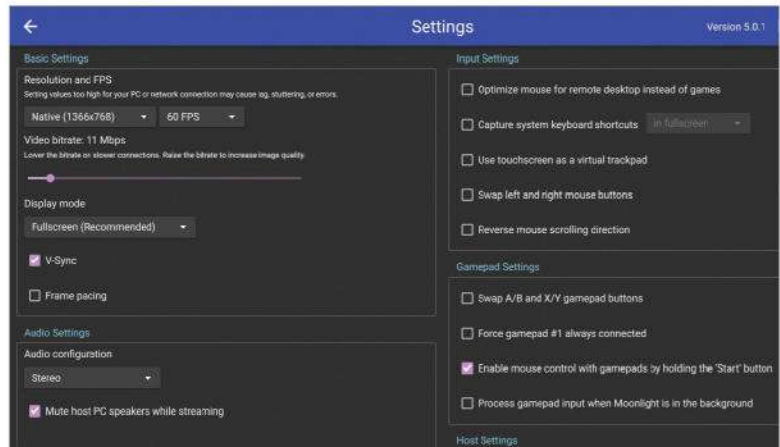 Settings
Version 5.0.1
Basic Settings
Resolution and FPS
Setting values too high for your PC or network connection may cause lag, stuttering, or errors.
Native (1366x768)
60 FPS
Video bitrate: 11 Mbps
Lower the bitrate on slower connections. Raise the bitrate to increase image quality.
Display mode
Fullscreen (Recommended)
V-Sync
Frame pacing
Audio Settings
Audio configuration
Stereo
Mute host PC speakers while streaming
Input Settings
Optimize mouse for remote desktop instead of games
Capture system keyboard shortcuts
in fullscreen
Use touchscreen as a virtual trackpad
Swap left and right mouse buttons
Reverse mouse scrolling direction
Gamepad Settings
Swap A/B and X/Y gamepad buttons
Force gamepad #1 always connected
Enable mouse control with gamepads by holding the 'Start' button
Process gamepad input when Moonlight is in the background
Host Settings